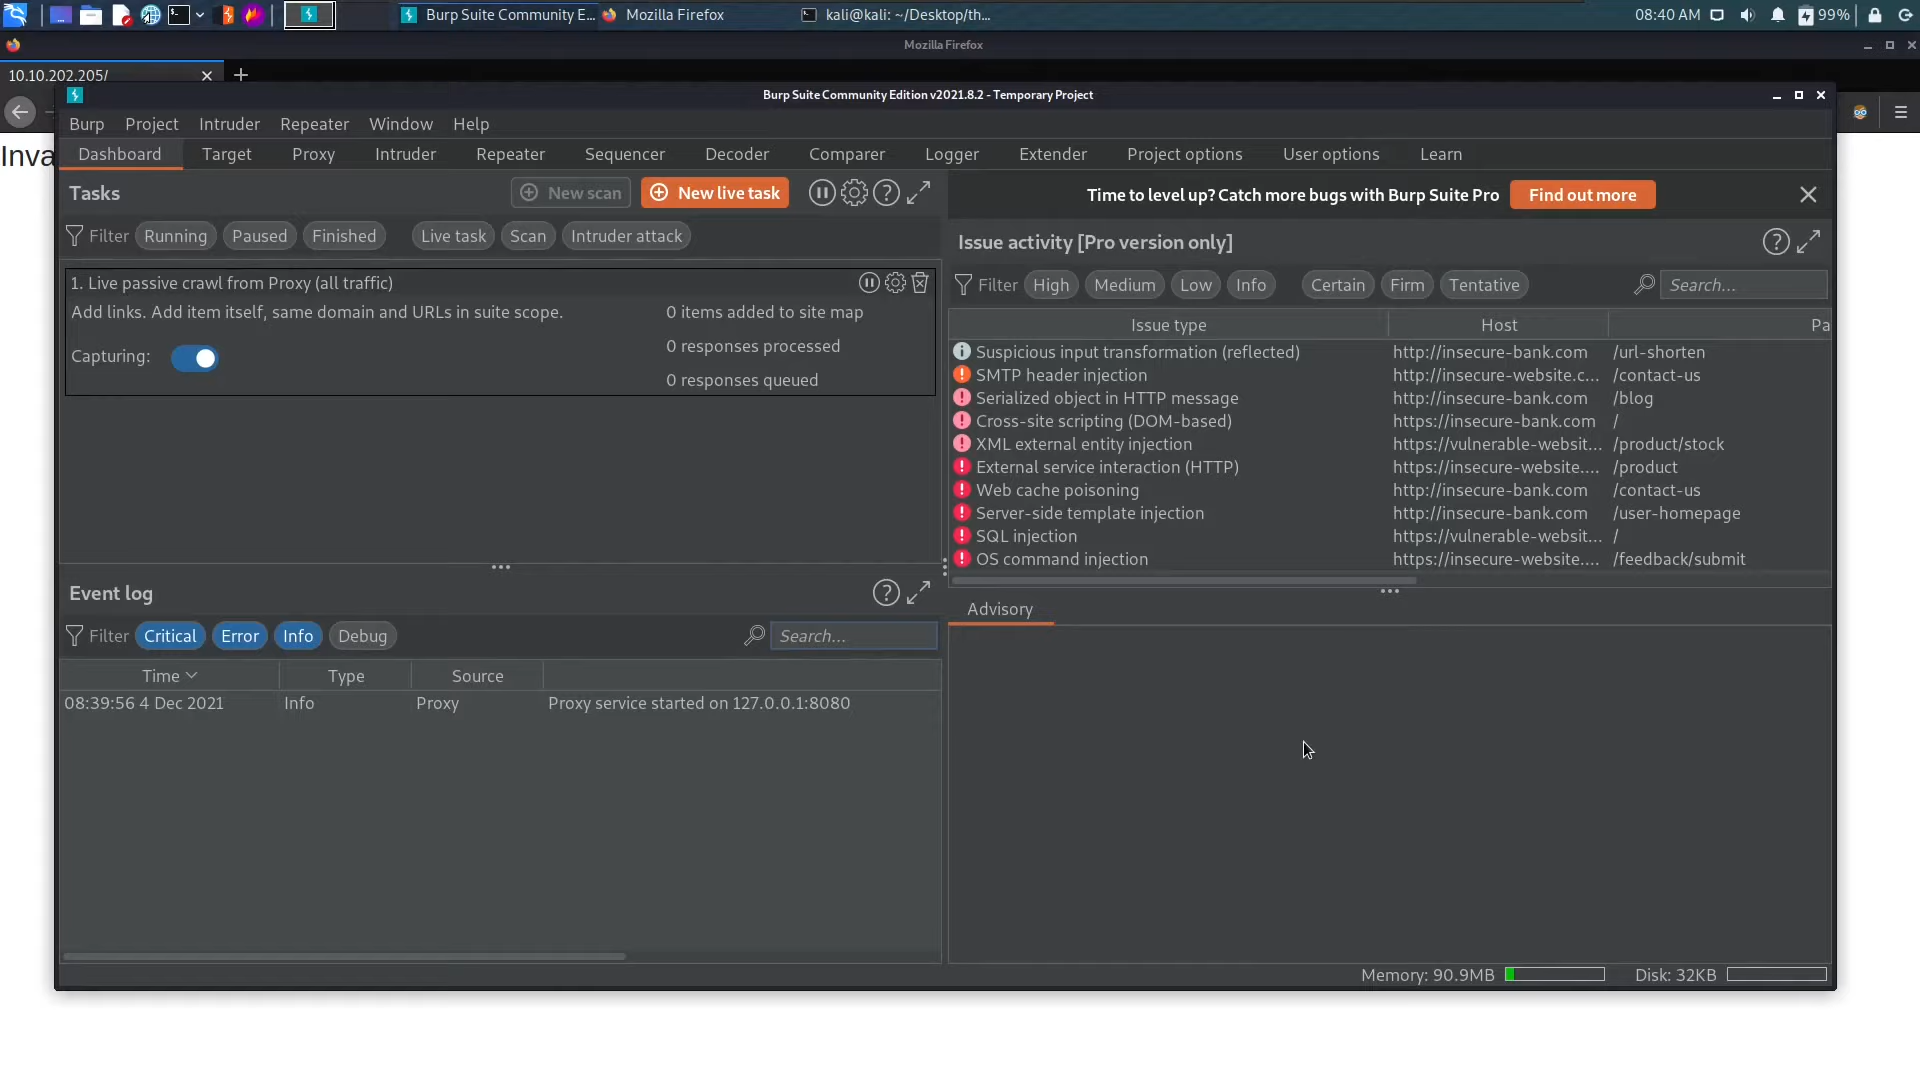 Burp Suite Community E...
Mozilla Firefox
kali@kali: ~/Desktop/th...
08:40 AM
99%
Mozilla Firefox
10.10.202.205/
Inva
Burp Suite Community Edition v2021.8.2 - Temporary Project
Burp Project Intruder Repeater Window Help
Dashboard Target Proxy Intruder Repeater Sequencer Decoder Comparer Logger Extender Project options User options Learn
Tasks
New scan
New live task
Filter Running Paused Finished Live task Scan Intruder attack
1. Live passive crawl from Proxy (all traffic)
Add links. Add item itself, same domain and URLs in suite scope.
0 items added to site map
0 responses processed
Capturing:
0 responses queued
Event log
Filter Critical Error Info Debug
Search...
Time Type Source
08:39:56 4 Dec 2021 Info Proxy Proxy service started on 127.0.0.1:8080
Time to level up? Catch more bugs with Burp Suite Pro
Find out more
Issue activity [Pro version only]
Filter High Medium Low Info Certain Firm Tentative
Search...
Issue type Host Pa
Suspicious input transformation (reflected) http://insecure-bank.com /url-shorten
SMTP header injection http://insecure-website.c... /contact-us
Serialized object in HTTP message http://insecure-bank.com /blog
Cross-site scripting (DOM-based) https://insecure-bank.com /
XML external entity injection https://vulnerable-websit... /product/stock
External service interaction (HTTP) https://insecure-website.... /product
Web cache poisoning http://insecure-bank.com /contact-us
Server-side template injection http://insecure-bank.com /user-homepage
SQL injection https://vulnerable-websit... /
OS command injection https://insecure-website.... /feedback/submit
Advisory
Memory: 90.9MB
Disk: 32KB